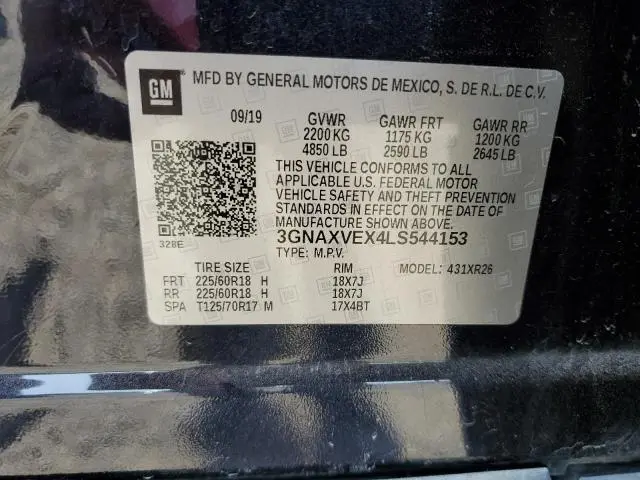 GM
MFD BY GENERAL MOTORS DE MEXICO, S. DE R.L. DE C.V.
09/19 GVWR GAWR FRT GAWR RR
2200 KG 1175 KG 1200 KG
4850 LB 2590 LB 2645 LB
THIS VEHICLE CONFORMS TO ALL
APPLICABLE U.S. FEDERAL MOTOR
VEHICLE SAFETY AND THEFT PREVENTION
STANDARDS IN EFFECT ON THE
DATE OF MANUFACTURE SHOWN ABOVE.
328E 3GNAXVEX4LS544153
TYPE: M.P.V. MODEL: 431XR26
TIRE SIZE RIM
FRT 225/60R18 H 18X7J
RR 225/60R18 H 18X7J
SPA T125/70R17 M 17X4BT